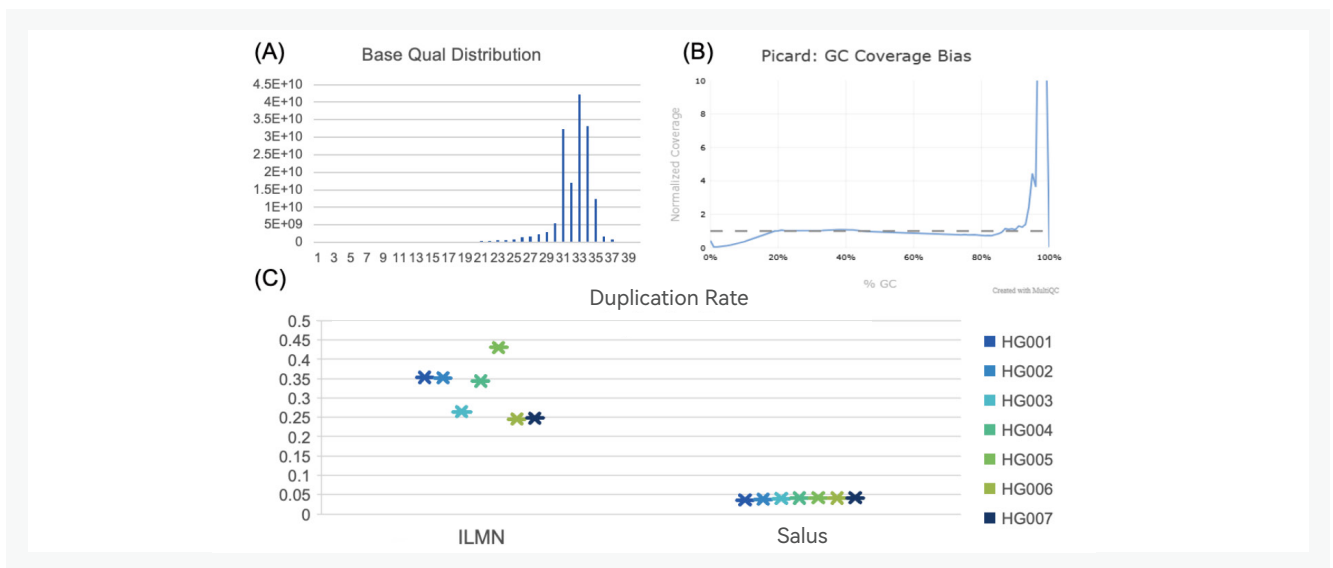 (A)
Base Qual Distribution
4.5E+10
4E+10
3.5E+10
3E+10
2.5E+10
2E+10
1.5E+10
1E+10
5E+09
0
1 3 5 7 9 11 13 15 17 19 21 23 25 27 29 31 33 35 37 39
(B)
Picard: GC Coverage Bias
Normalized Coverage
10
8
6
4
2
0
0% 20% 40% 60% 80% 100%
% GC
Created with MultiQC
(C)
Duplication Rate
0.5
0.45
0.4
0.35
0.3
0.25
0.2
0.15
0.1
0.05
0
ILMN Salus
HG001
HG002
HG003
HG004
HG005
HG006
HG007